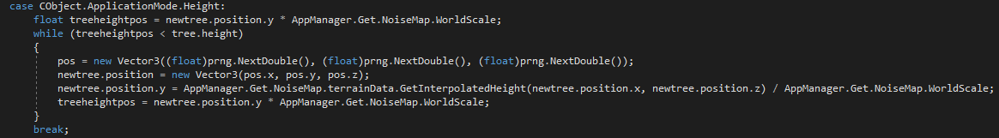 case CObject.ApplicationMode.Height:
float treeheightpos = newtree.position.y * AppManager.Get.NoiseMap.WorldScale;
while (treeheightpos < tree.height)
{
pos = new Vector3((float)prng.NextDouble(), (float)prng.NextDouble(), (float)prng.NextDouble());
newtree.position = new Vector3(pos.x, pos.y, pos.z);
newtree.position.y = AppManager.Get.NoiseMap.terrainData.GetInterpolatedHeight(newtree.position.x, newtree.position.z) / AppManager.Get.NoiseMap.WorldScale;
treeheightpos = newtree.position.y * AppManager.Get.NoiseMap.WorldScale;
}
break;